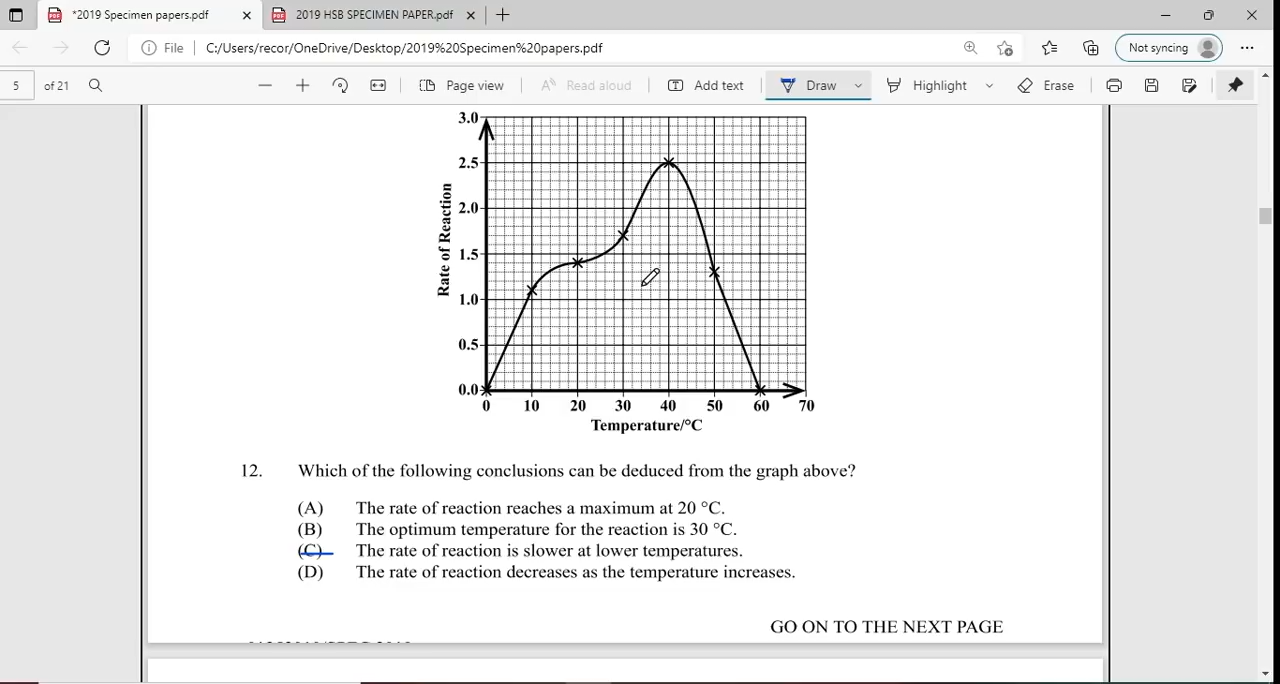 *2019 Specimen papers.pdf
2019 HSB SPECIMEN PAPER.pdf
File
C:/Users/recor/OneDrive/Desktop/2019%20Specimen%20papers.pdf
Not syncing
5
of 21
Page view
Read aloud
Add text
Draw
Highlight
Erase
3.0
2.5
2.0
1.5
1.0
0.5
0.0
Rate of Reaction
0 10 20 30 40 50 60 70
Temperature/°C
12. Which of the following conclusions can be deduced from the graph above?
(A) The rate of reaction reaches a maximum at 20 °C.
(B) The optimum temperature for the reaction is 30 °C.
(C) The rate of reaction is slower at lower temperatures.
(D) The rate of reaction decreases as the temperature increases.
GO ON TO THE NEXT PAGE